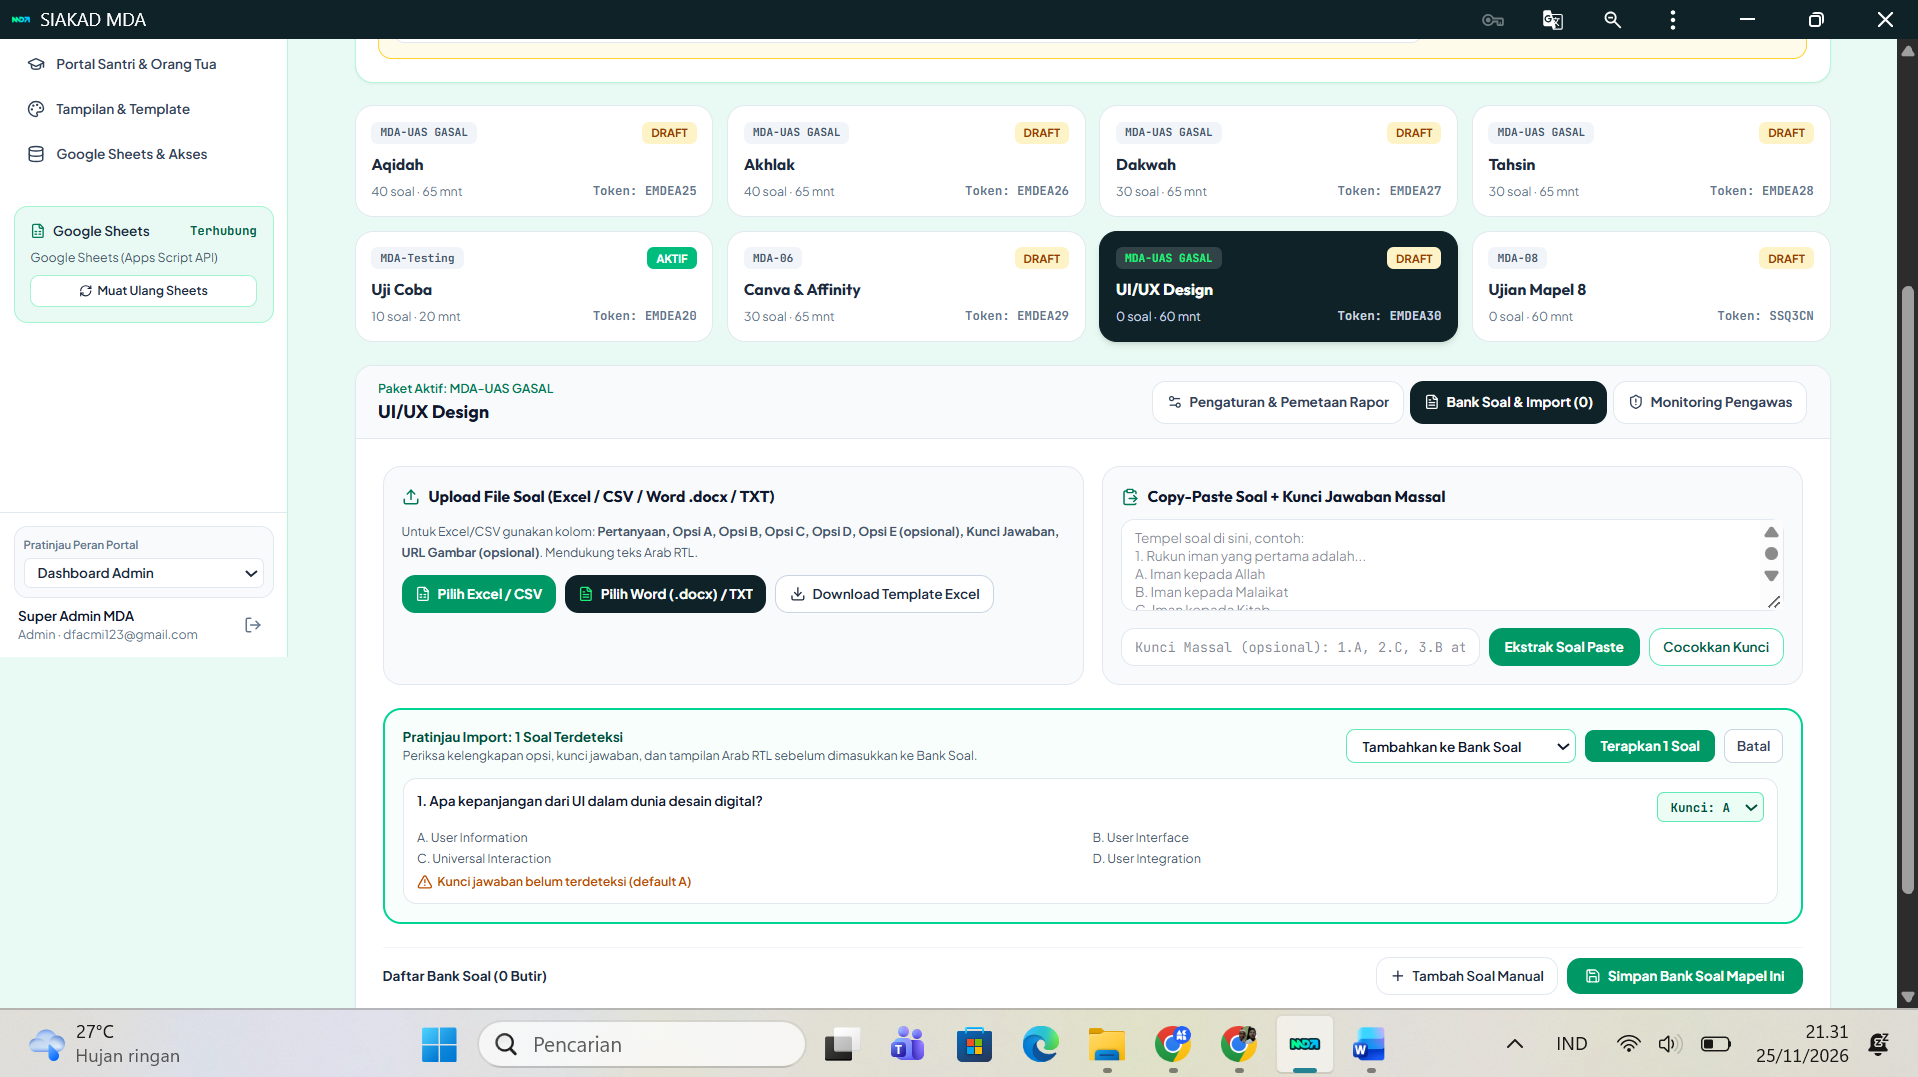 SIAKAD MDA
Portal Santri & Orang Tua
Tampilan & Template
Google Sheets & Akses
Google Sheets Terhubung
Google Sheets (Apps Script API)
Muat Ulang Sheets
Pratinjau Peran Portal
Dashboard Admin
Super Admin MDA
Admin · dfacmi123@gmail.com
MDA-UAS GASAL DRAFT
Aqidah
40 soal · 65 mnt Token: EMDEA25
MDA-UAS GASAL DRAFT
Akhlak
40 soal · 65 mnt Token: EMDEA26
MDA-UAS GASAL DRAFT
Dakwah
30 soal · 65 mnt Token: EMDEA27
MDA-UAS GASAL DRAFT
Tahsin
30 soal · 65 mnt Token: EMDEA28
MDA-Testing AKTIF
Uji Coba
10 soal · 20 mnt Token: EMDEA20
MDA-06 DRAFT
Canva & Affinity
30 soal · 65 mnt Token: EMDEA29
MDA-UAS GASAL DRAFT
UI/UX Design
0 soal · 60 mnt Token: EMDEA30
MDA-08 DRAFT
Ujian Mapel 8
0 soal · 60 mnt Token: SSQ3CN
Paket Aktif: MDA-UAS GASAL
UI/UX Design
Pengaturan & Pemetaan Rapor
Bank Soal & Import (0)
Monitoring Pengawas
Upload File Soal (Excel / CSV / Word .docx / TXT)
Untuk Excel/CSV gunakan kolom: Pertanyaan, Opsi A, Opsi B, Opsi C, Opsi D, Opsi E (opsional), Kunci Jawaban,
URL Gambar (opsional). Mendukung teks Arab RTL.
Pilih Excel / CSV
Pilih Word (.docx) / TXT
Download Template Excel
Copy-Paste Soal + Kunci Jawaban Massal
Tempel soal di sini, contoh:
1. Rukun iman yang pertama adalah...
A. Iman kepada Allah
B. Iman kepada Malaikat
C. Iman kepada Kitab
Kunci Massal (opsional): 1.A, 2.C, 3.B at
Ekstrak Soal Paste
Cocokkan Kunci
Pratinjau Import: 1 Soal Terdeteksi
Periksa kelengkapan opsi, kunci jawaban, dan tampilan Arab RTL sebelum dimasukkan ke Bank Soal.
Tambahkan ke Bank Soal
Terapkan 1 Soal
Batal
1. Apa kepanjangan dari UI dalam dunia desain digital?
Kunci: A
A. User Information
B. User Interface
C. Universal Interaction
D. User Integration
Kunci jawaban belum terdeteksi (default A)
Daftar Bank Soal (0 Butir)
Tambah Soal Manual
Simpan Bank Soal Mapel Ini
27°C
Hujan ringan
Pencarian
IND
21.31
25/11/2026